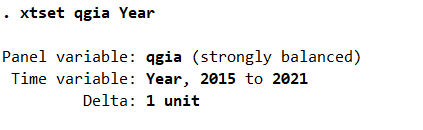 . xtset qgia Year
Panel variable: qgia (strongly balanced)
Time variable: Year, 2015 to 2021
Delta: 1 unit